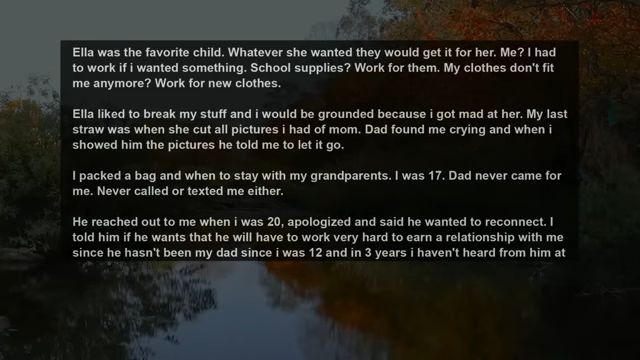 Ella was the favorite child. Whatever she wanted they would get it for her. Me? I had
to work if i wanted something. School supplies? Work for them. My clothes don't fit
me anymore? Work for new clothes.
Ella liked to break my stuff and i would be grounded because i got mad at her. My last
straw was when she cut all pictures i had of mom. Dad found me crying and when i
showed him the pictures he told me to let it go.
I packed a bag and when to stay with my grandparents. I was 17. Dad never came for
me. Never called or texted me either.
He reached out to me when i was 20, apologized and said he wanted to reconnect. I
told him if he wants that he will have to work very hard to earn a relationship with me
since he hasn't been my dad since i was 12 and in 3 years i haven't heard from him at